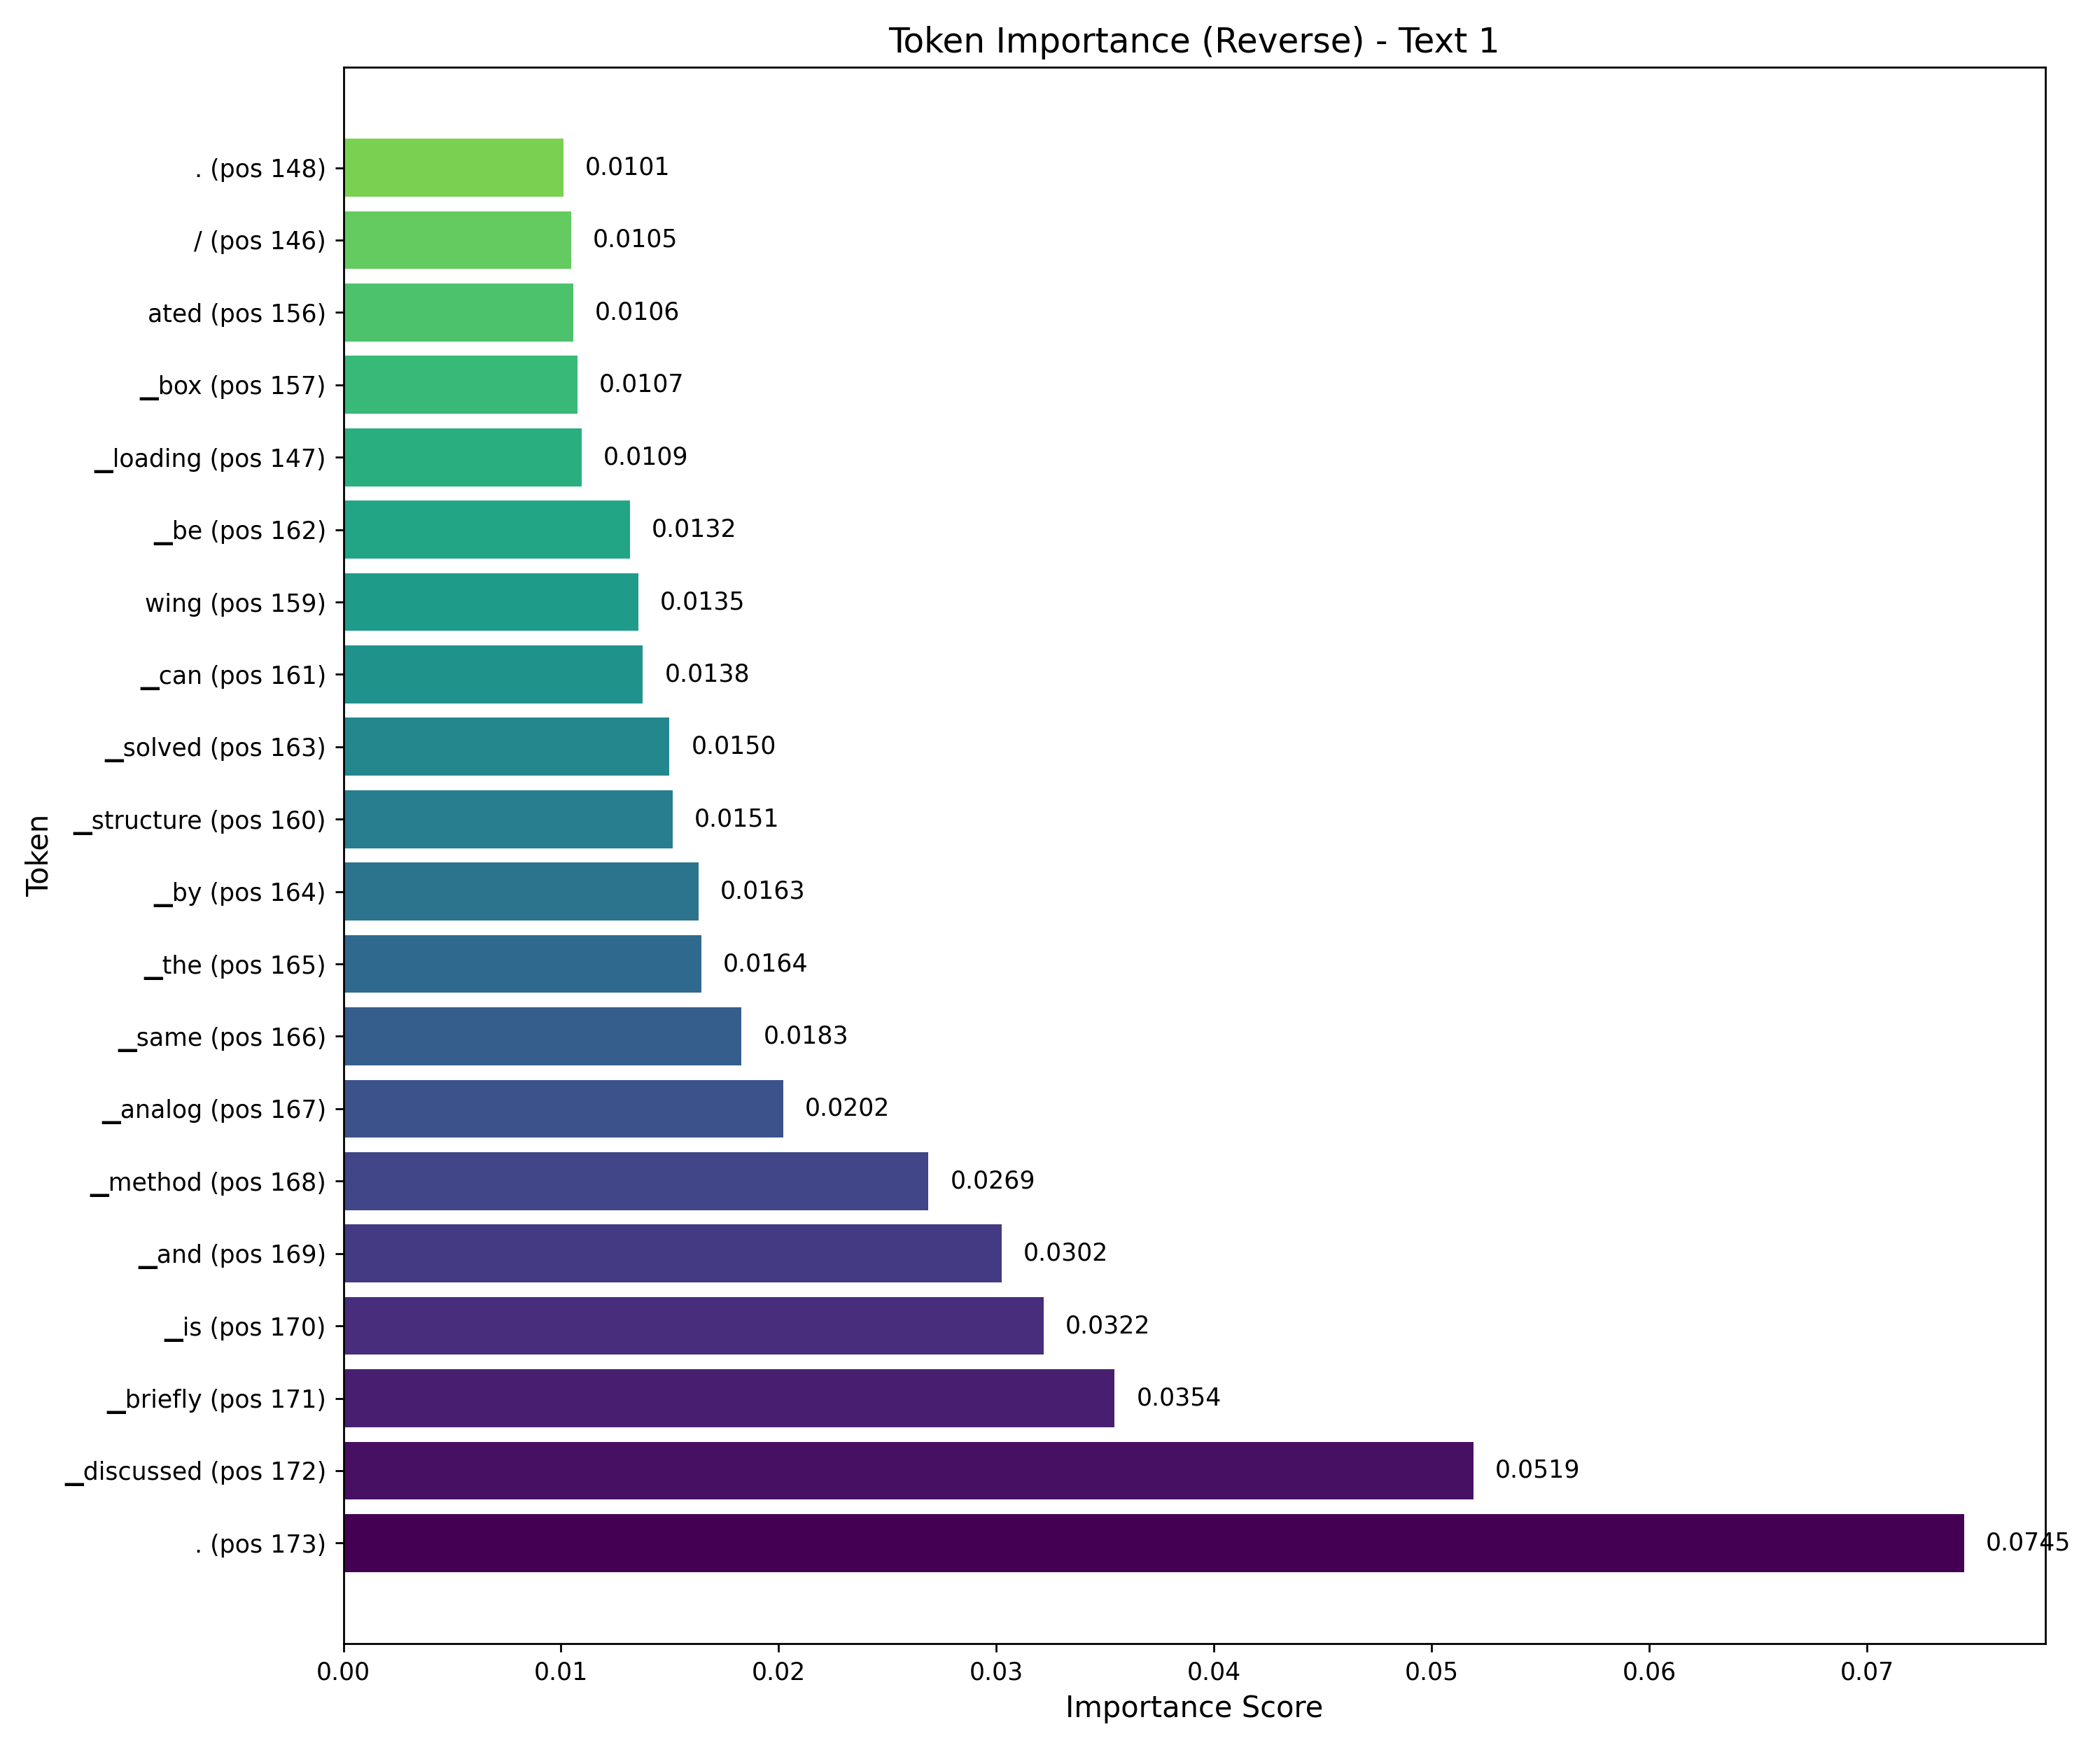 Token Importance (Reverse) - Text 1
. (pos 148) 0.0101
/ (pos 146) 0.0105
ated (pos 156) 0.0106
▁box (pos 157) 0.0107
▁loading (pos 147) 0.0109
▁be (pos 162) 0.0132
wing (pos 159) 0.0135
▁can (pos 161) 0.0138
▁solved (pos 163) 0.0150
▁structure (pos 160) 0.0151
▁by (pos 164) 0.0163
▁the (pos 165) 0.0164
▁same (pos 166) 0.0183
▁analog (pos 167) 0.0202
▁method (pos 168) 0.0269
▁and (pos 169) 0.0302
▁is (pos 170) 0.0322
▁briefly (pos 171) 0.0354
▁discussed (pos 172) 0.0519
. (pos 173) 0.0745
Token
0.00 0.01 0.02 0.03 0.04 0.05 0.06 0.07
Importance Score